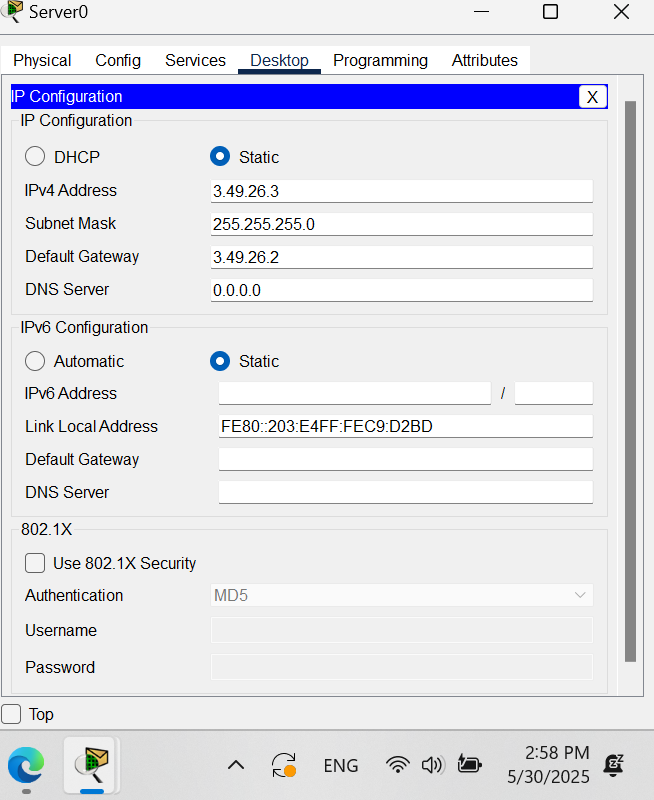 Server0
Physical Config Services Desktop Programming Attributes
IP Configuration X
IP Configuration
DHCP Static
IPv4 Address 3.49.26.3
Subnet Mask 255.255.255.0
Default Gateway 3.49.26.2
DNS Server 0.0.0.0
IPv6 Configuration
Automatic Static
IPv6 Address /
Link Local Address FE80::203:E4FF:FEC9:D2BD
Default Gateway
DNS Server
802.1X
Use 802.1X Security
Authentication MD5
Username
Password
Top
ENG 2:58 PM
5/30/2025